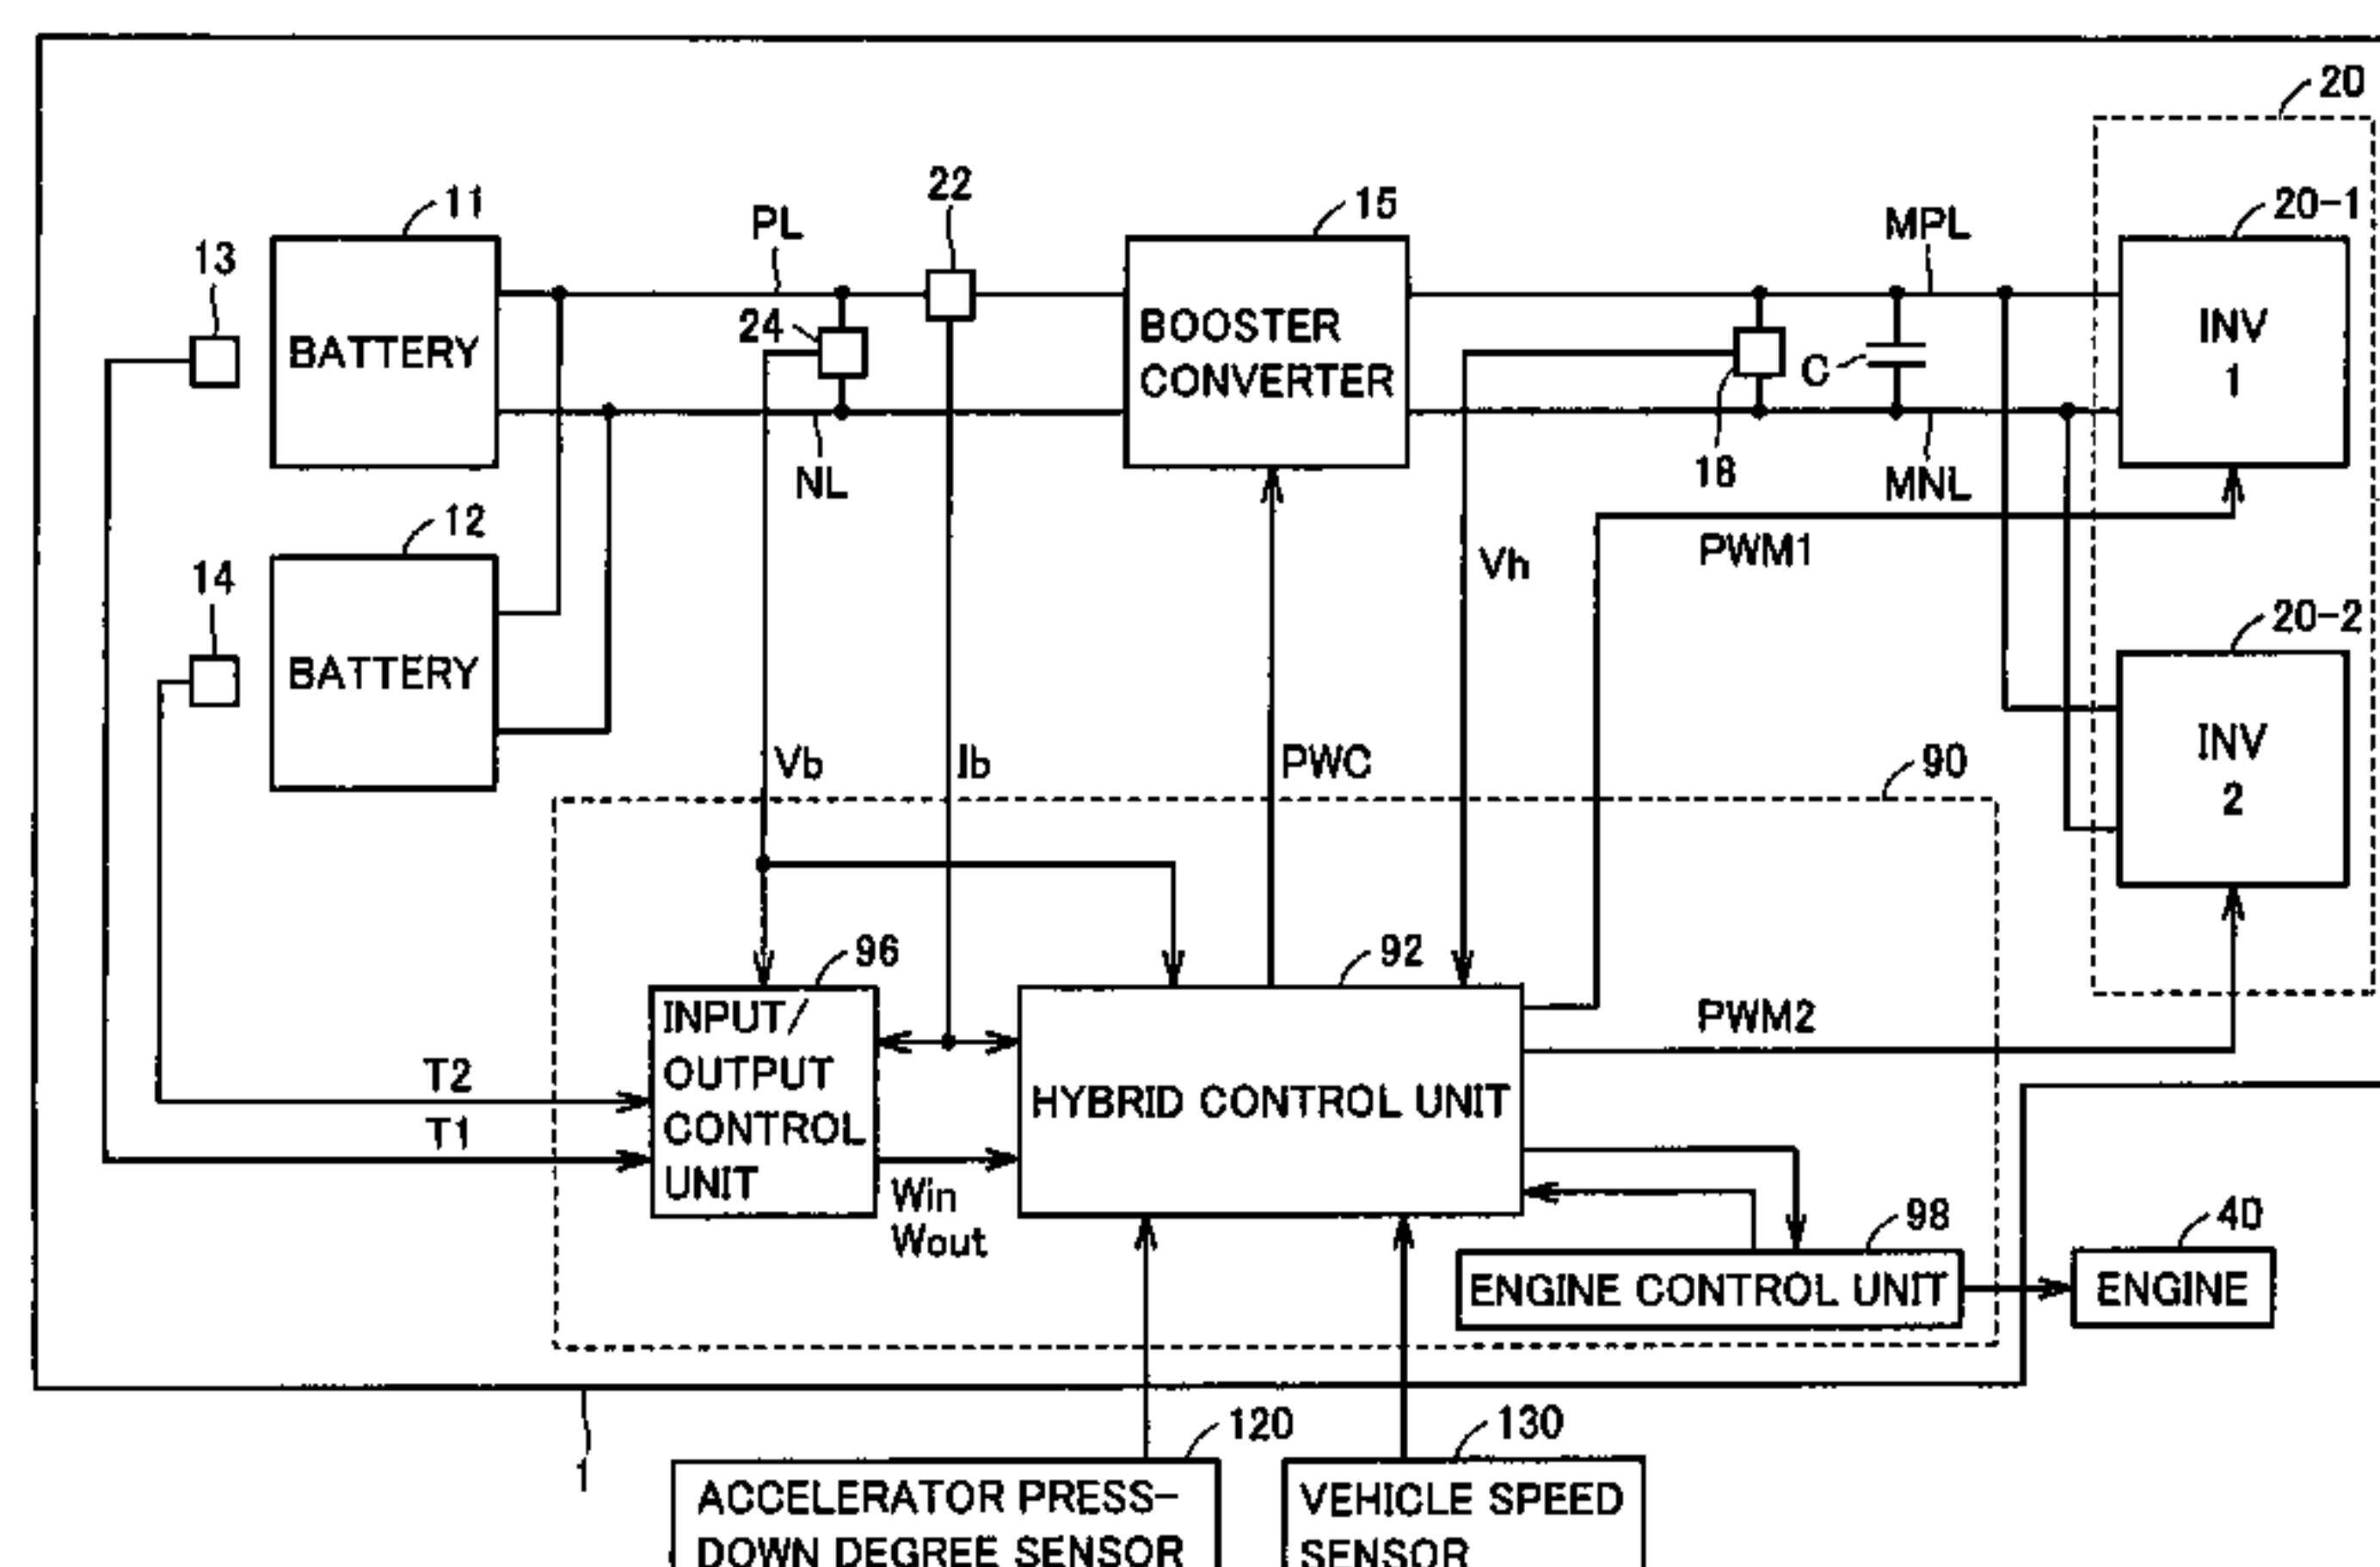 20
22
11
PL
15
MPL
20-1
13
24
BATTERY
BOOSTER
CONVERTER
C
INV
1
NL
18
MNL
12
PWM1
14
Vh
20-2
BATTERY
INV
2
Vb
Ib
PWC
90
96
92
INPUT/
OUTPUT
CONTROL
UNIT
PWM2
T2
HYBRID CONTROL UNIT
T1
Win
Wout
98
40
ENGINE CONTROL UNIT
ENGINE
1
120
130
ACCELERATOR PRESS-
DOWN DEGREE SENSOR
VEHICLE SPEED
SENSOR